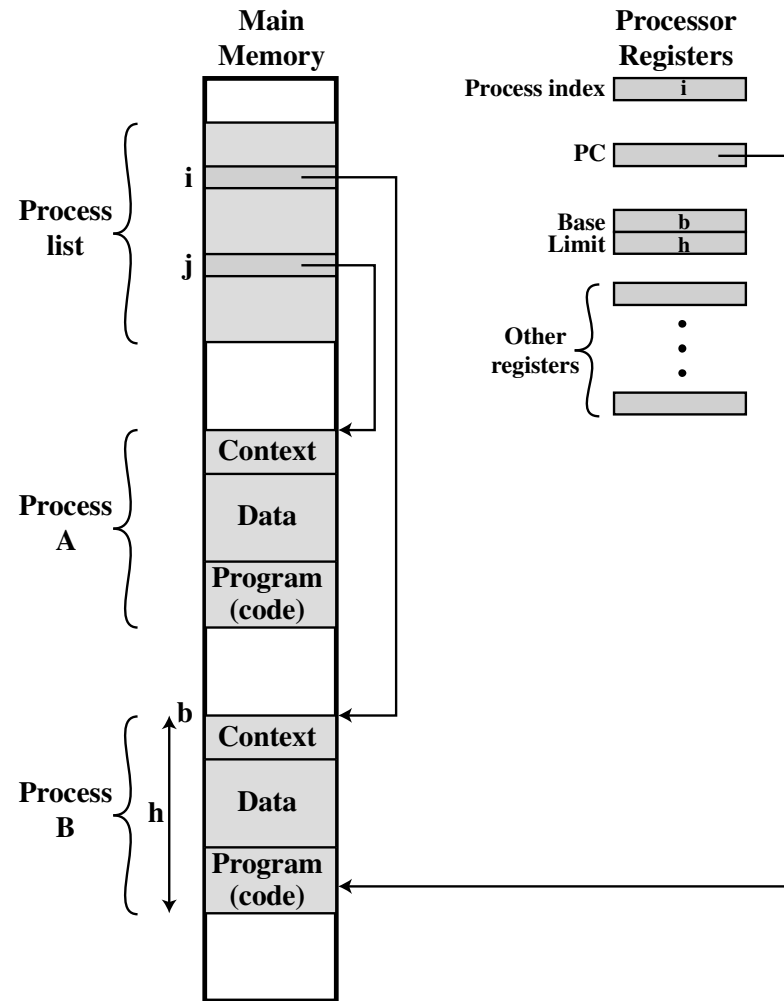 Main
Memory
Processor
Registers
Process index
i
PC
Base
b
Limit
h
Other
registers
Process
list
i
j
Process
A
Context
Data
Program
(code)
Process
B
b
h
Context
Data
Program
(code)